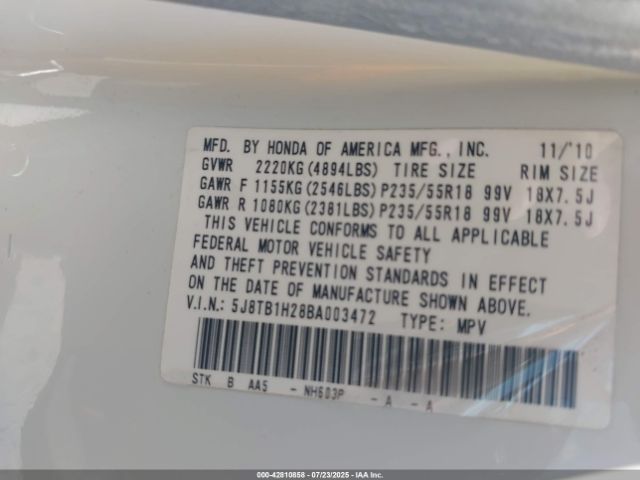 MFD. BY HONDA OF AMERICA MFG., INC. 11/'10
GVWR 2220KG(4894LBS) TIRE SIZE RIM SIZE
GAWR F 1155KG(2546LBS) P235/55R18 99V 18X7.5J
GAWR R 1080KG(2381LBS) P235/55R18 99V 18X7.5J
THIS VEHICLE CONFORMS TO ALL APPLICABLE
FEDERAL MOTOR VEHICLE SAFETY
AND THEFT PREVENTION STANDARDS IN EFFECT
ON THE DATE OF MANUFACTURE SHOWN ABOVE.
V.I.N.: 5J8TB1H28BA003472 TYPE: MPV
STK B AA5 - NH603P - A - A
000-42810858 | 07/23/2025 | IAA Inc.